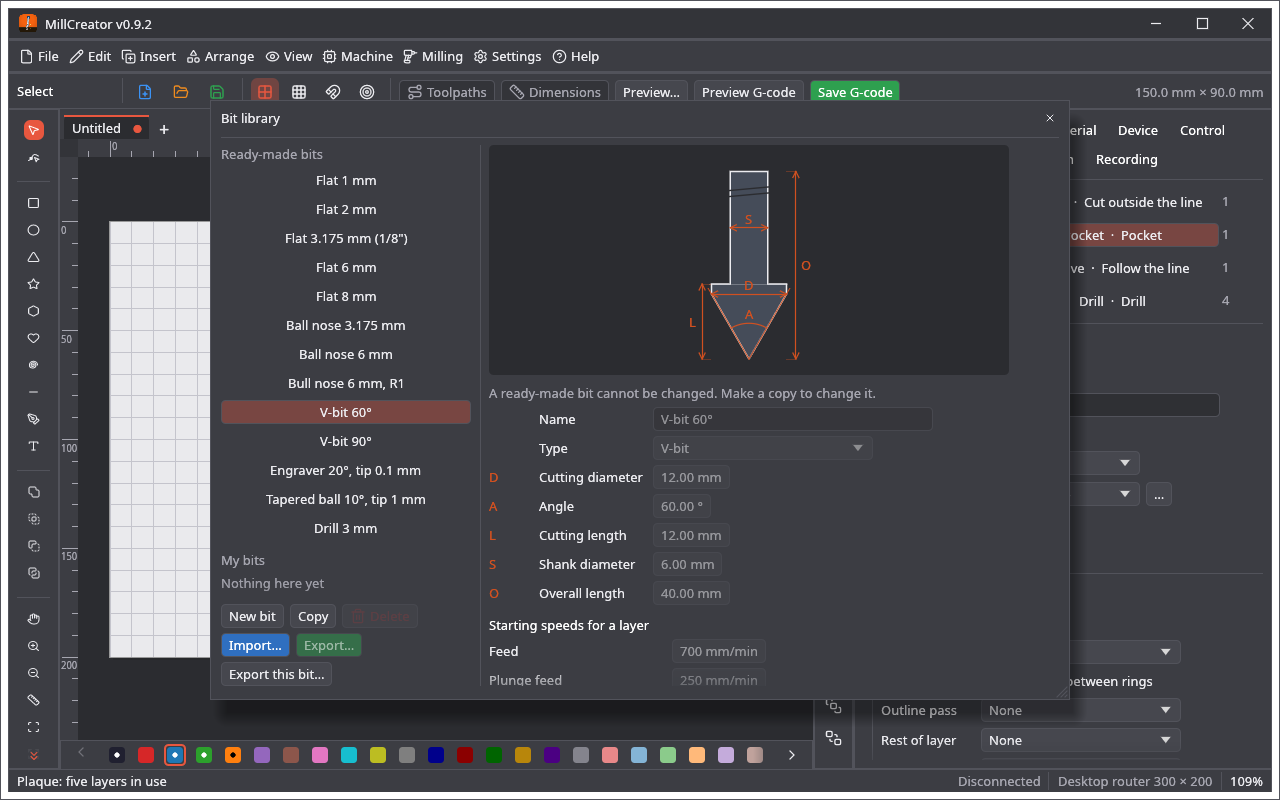 MillCreator v0.9.2
File Edit Insert Arrange View Machine Milling Settings Help
Select Toolpaths Dimensions Preview... Preview G-code Save G-code 150.0 mm × 90.0 mm
Untitled
0
0
50
100
150
200
Bit library
Ready-made bits
Flat 1 mm
Flat 2 mm
Flat 3.175 mm (1/8")
Flat 6 mm
Flat 8 mm
Ball nose 3.175 mm
Ball nose 6 mm
Bull nose 6 mm, R1
V-bit 60°
V-bit 90°
Engraver 20°, tip 0.1 mm
Tapered ball 10°, tip 1 mm
Drill 3 mm
My bits
Nothing here yet
New bit Copy Delete
Import... Export...
Export this bit...
S
O
D
A
L
A ready-made bit cannot be changed. Make a copy to change it.
Name V-bit 60°
Type V-bit
D Cutting diameter 12.00 mm
A Angle 60.00 °
L Cutting length 12.00 mm
S Shank diameter 6.00 mm
O Overall length 40.00 mm
Starting speeds for a layer
Feed 700 mm/min
Plunge feed 250 mm/min
erial Device Control
Recording
· Cut outside the line 1
ocket · Pocket 1
ve · Follow the line 1
Drill · Drill 4
...
between rings
Outline pass None
Rest of layer None
Plaque: five layers in use Disconnected Desktop router 300 × 200 109%